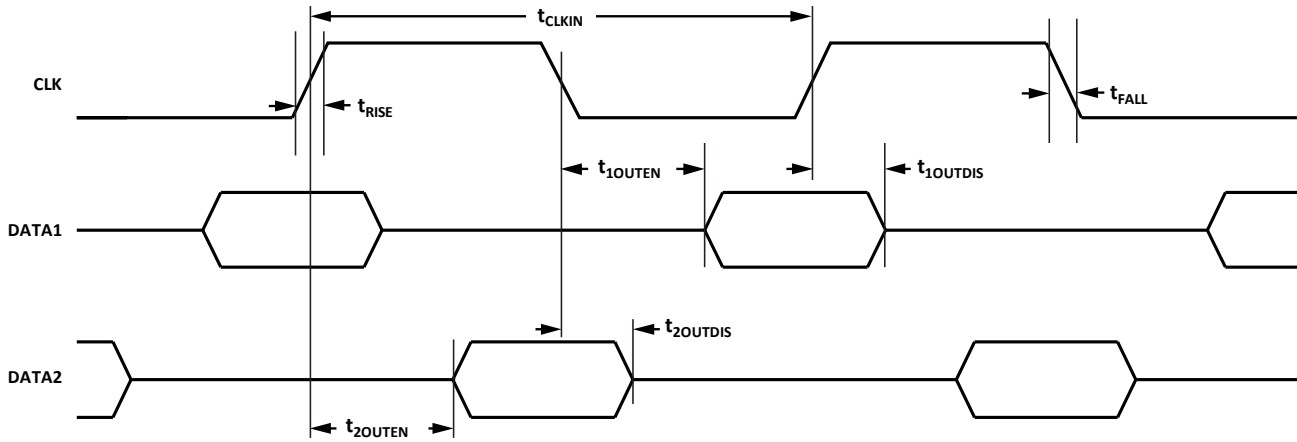 tCLKIN
CLK
tRISE
tFALL
t1OUTEN
t1OUTDIS
DATA1
t2OUTDIS
DATA2
t2OUTEN